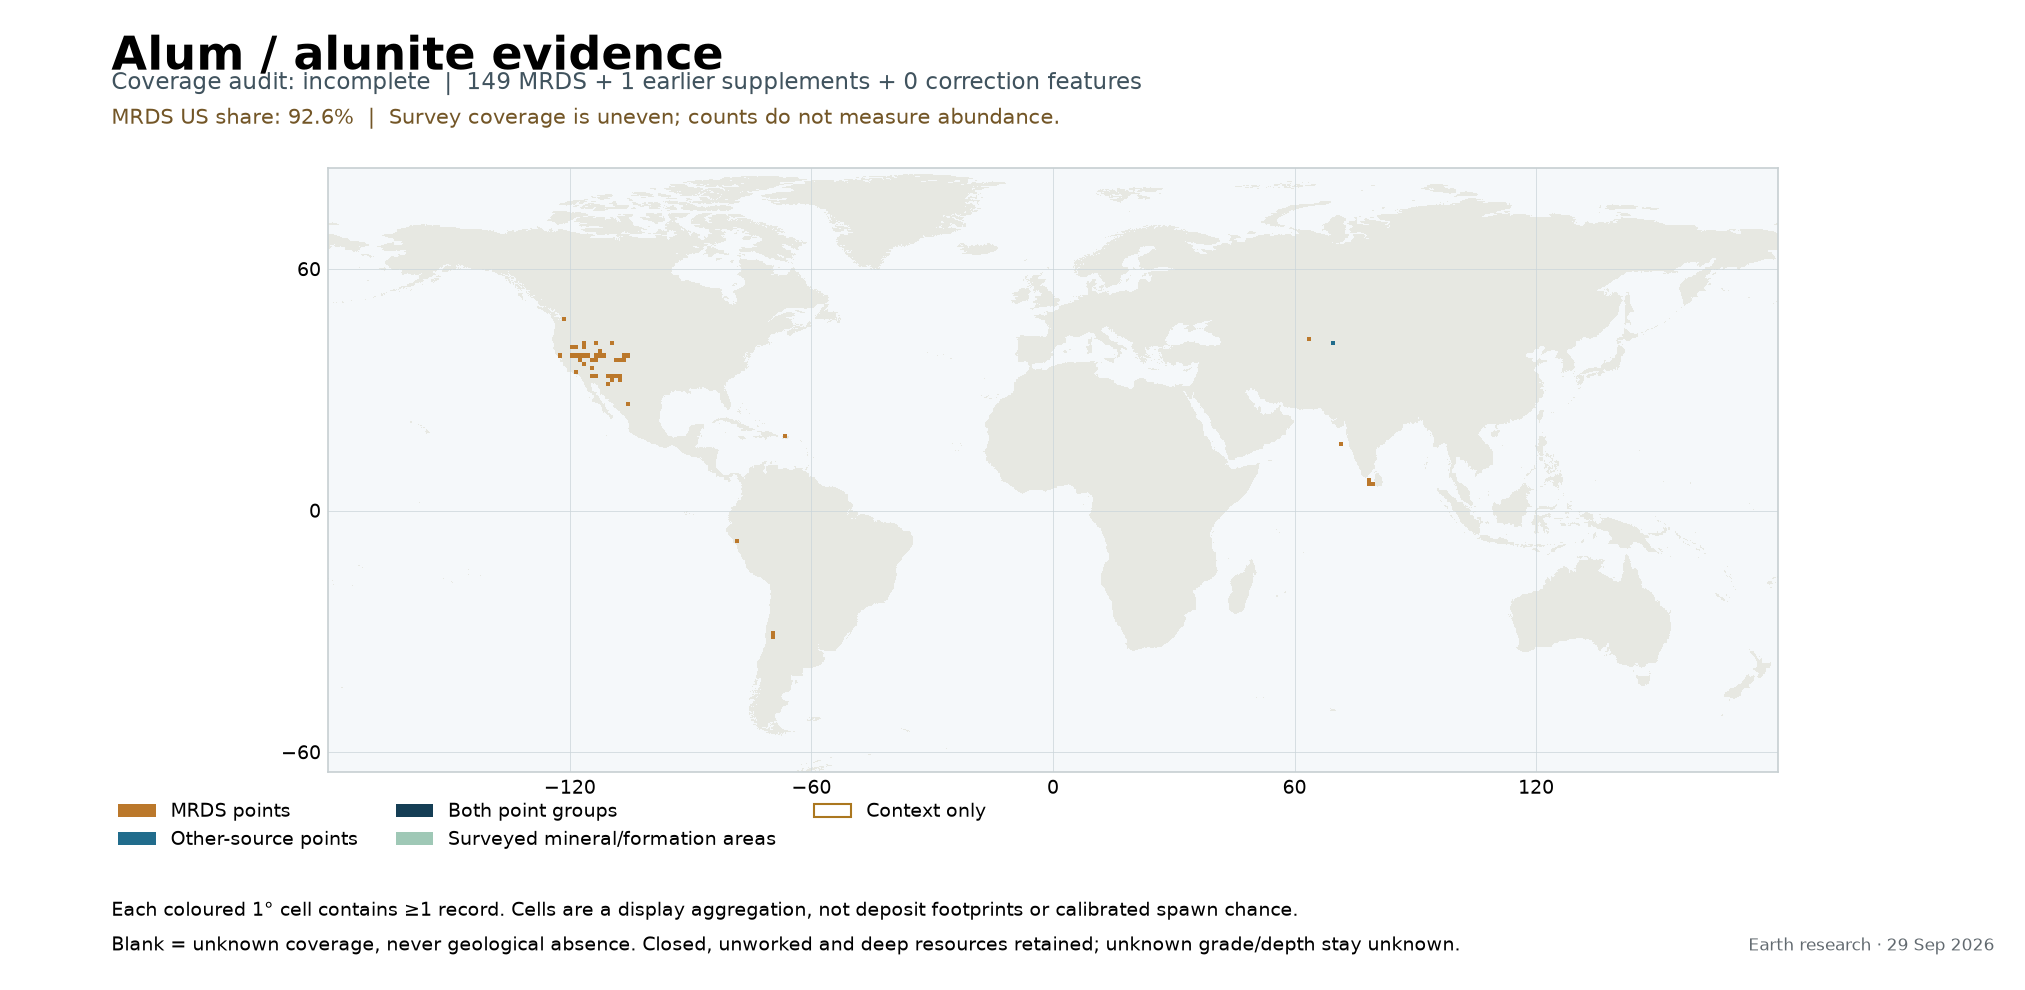 Alum / alunite evidence
Coverage audit: incomplete | 149 MRDS + 1 earlier supplements + 0 correction features
MRDS US share: 92.6% | Survey coverage is uneven; counts do not measure abundance.
60
0
−60
−120
−60
0
60
120
MRDS points
Both point groups
Context only
Other-source points
Surveyed mineral/formation areas
Each coloured 1° cell contains ≥1 record. Cells are a display aggregation, not deposit footprints or calibrated spawn chance.
Blank = unknown coverage, never geological absence. Closed, unworked and deep resources retained; unknown grade/depth stay unknown.
Earth research · 29 Sep 2026